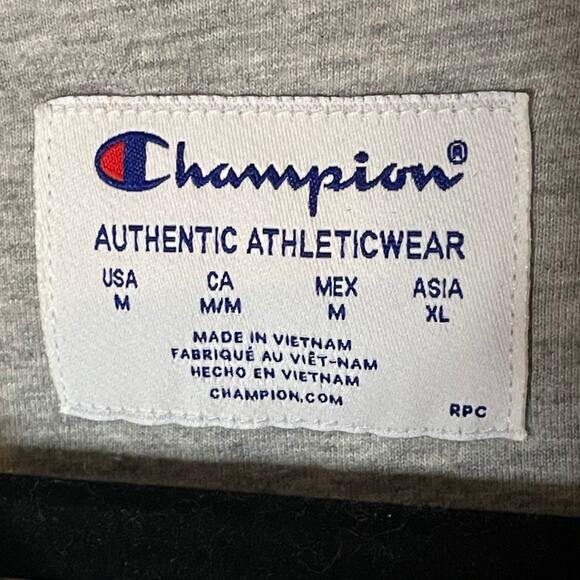 Champion®
AUTHENTIC ATHLETICWEAR
USA CA MEX ASIA
M M/M M XL
MADE IN VIETNAM
FABRIQUÉ AU VIÊT-NAM
HECHO EN VIETNAM
CHAMPION.COM
RPC